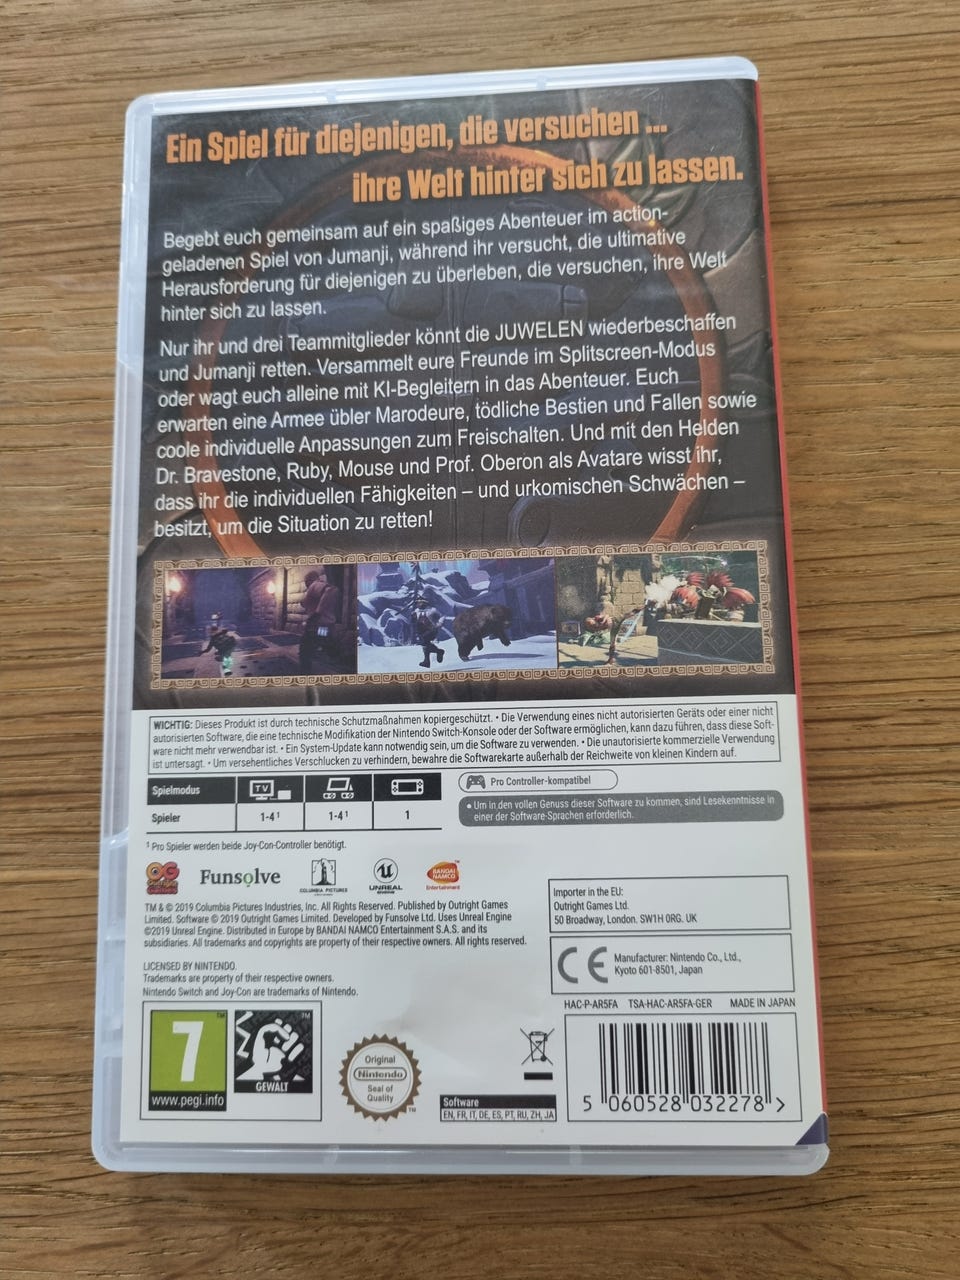 Ein Spiel für diejenigen, die versuchen ...
ihre Welt hinter sich zu lassen.
Begebt euch gemeinsam auf ein spaßiges Abenteuer im action-
geladenen Spiel von Jumanji, während ihr versucht, die ultimative
Herausforderung für diejenigen zu überleben, die versuchen, ihre Welt
hinter sich zu lassen.
Nur ihr und drei Teammitglieder könnt die JUWELEN wiederbeschaffen
und Jumanji retten. Versammelt eure Freunde im Splitscreen-Modus
oder wagt euch alleine mit KI-Begleitern in das Abenteuer. Euch
erwarten eine Armee übler Marodeure, tödliche Bestien und Fallen sowie
coole individuelle Anpassungen zum Freischalten. Und mit den Helden
Dr. Bravestone, Ruby, Mouse und Prof. Oberon als Avatare wisst ihr,
dass ihr die individuellen Fähigkeiten – und urkomischen Schwächen –
besitzt, um die Situation zu retten!
WICHTIG: Dieses Produkt ist durch technische Schutzmaßnahmen kopiergeschützt. • Die Verwendung eines nicht autorisierten Geräts oder einer nicht
autorisierten Software, die eine technische Modifikation der Nintendo Switch-Konsole oder der Software ermöglichen, kann dazu führen, dass diese Soft-
ware nicht mehr verwendbar ist. • Ein System-Update kann notwendig sein, um die Software zu verwenden. • Die unautorisierte kommerzielle Verwendung
ist untersagt. • Um versehentliches Verschlucken zu verhindern, bewahre die Softwarekarte außerhalb der Reichweite von kleinen Kindern auf.
Spielmodus TV
Spieler 1-4¹ 1-4¹ 1
Pro Controller-kompatibel
• Um in den vollen Genuss dieser Software zu kommen, sind Lesekenntnisse in
einer der Software-Sprachen erforderlich.
¹ Pro Spieler werden beide Joy-Con-Controller benötigt.
OG Outright Games
Funsolve
COLUMBIA PICTURES
UNREAL ENGINE
BANDAI NAMCO Entertainment
TM & © 2019 Columbia Pictures Industries, Inc. All Rights Reserved. Published by Outright Games
Limited. Software © 2019 Outright Games Limited. Developed by Funsolve Ltd. Uses Unreal Engine
©2019 Unreal Engine. Distributed in Europe by BANDAI NAMCO Entertainment S.A.S. and its
subsidiaries. All trademarks and copyrights are property of their respective owners. All rights reserved.
LICENSED BY NINTENDO.
Trademarks are property of their respective owners.
Nintendo Switch and Joy-Con are trademarks of Nintendo.
Importer in the EU:
Outright Games Ltd.
50 Broadway, London. SW1H 0RG. UK
CE
Manufacturer: Nintendo Co., Ltd.,
Kyoto 601-8501, Japan
HAC-P-AR5FA TSA-HAC-AR5FA-GER MADE IN JAPAN
7 TM
www.pegi.info
TM
GEWALT
Original
Nintendo
Seal of
Quality
TM
Software
EN, FR, IT, DE, ES, PT, RU, ZH, JA
5 060528 032278 >